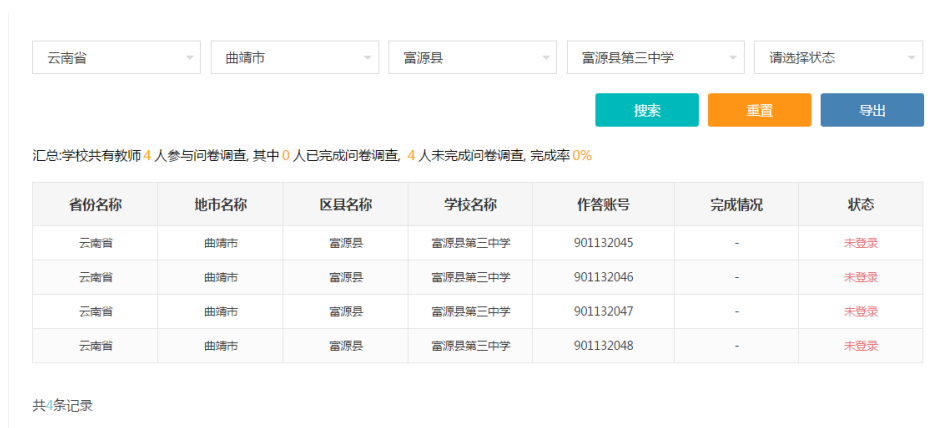 云南省 曲靖市 富源县 富源县第三中学 请选择状态
搜索 重置 导出
汇总:学校共有教师 4 人参与问卷调查, 其中 0 人已完成问卷调查, 4 人未完成问卷调查, 完成率 0%
省份名称 地市名称 区县名称 学校名称 作答账号 完成情况 状态
云南省 曲靖市 富源县 富源县第三中学 901132045 - 未登录
云南省 曲靖市 富源县 富源县第三中学 901132046 - 未登录
云南省 曲靖市 富源县 富源县第三中学 901132047 - 未登录
云南省 曲靖市 富源县 富源县第三中学 901132048 - 未登录
共4条记录